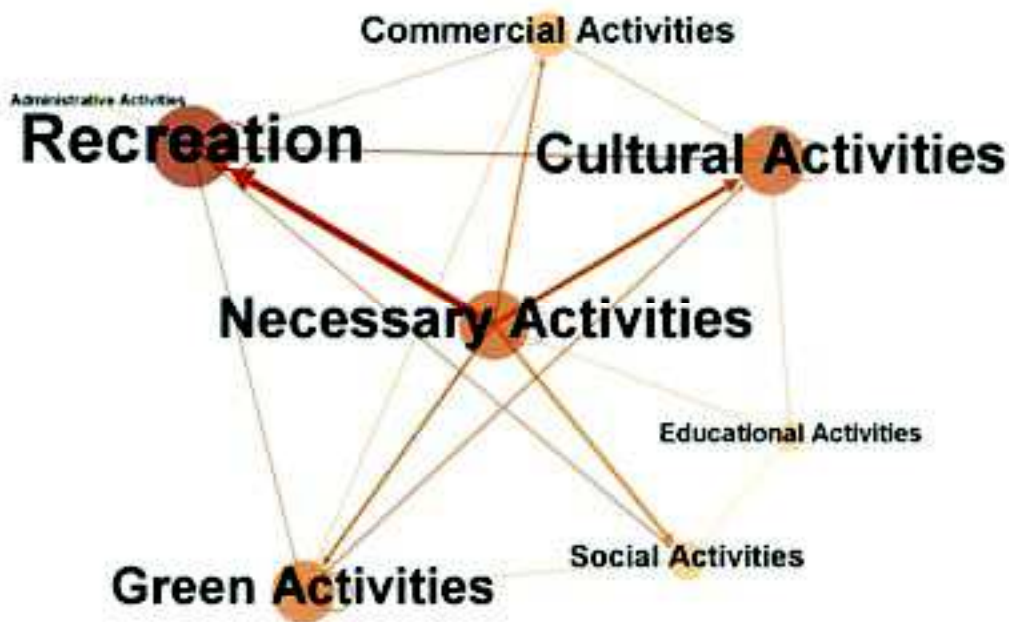 Commercial Activities
Administrative Activities
Recreation
Cultural Activities
Necessary Activities
Educational Activities
Social Activities
Green Activities